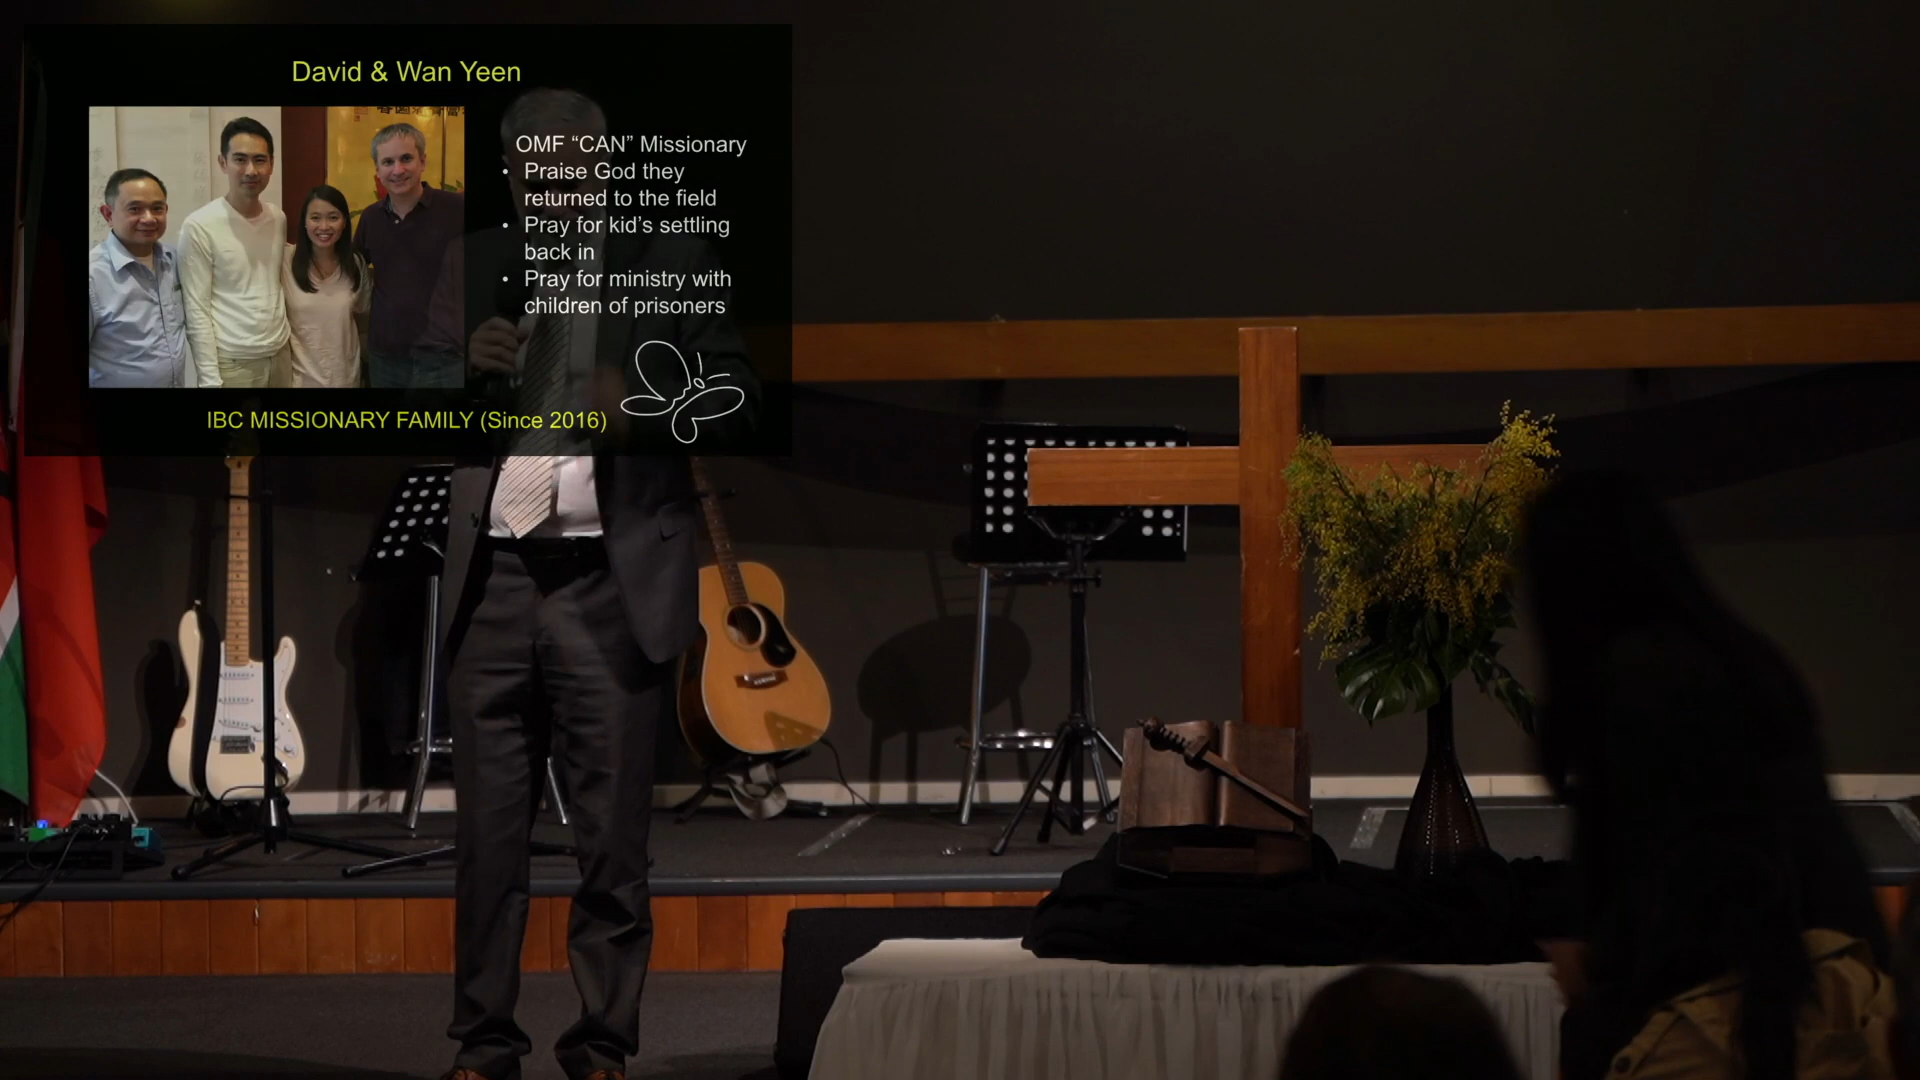 David & Wan Yeen
OMF “CAN” Missionary
• Praise God they
returned to the field
• Pray for kid’s settling
back in
• Pray for ministry with
children of prisoners
IBC MISSIONARY FAMILY (Since 2016)